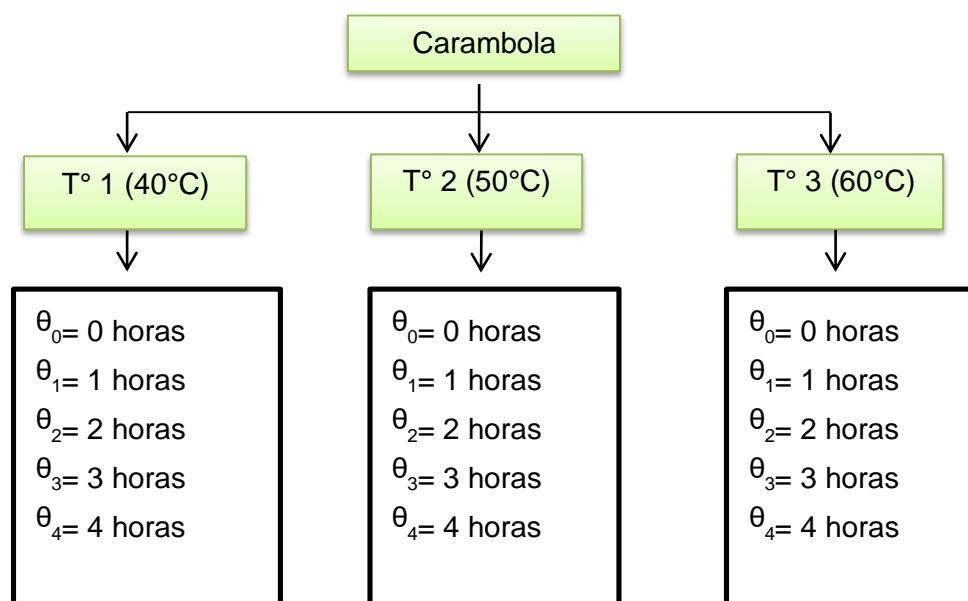 Carambola
T° 1 (40°C)
T° 2 (50°C)
T° 3 (60°C)
θ₀= 0 horas
θ₁= 1 horas
θ₂= 2 horas
θ₃= 3 horas
θ₄= 4 horas
θ₀= 0 horas
θ₁= 1 horas
θ₂= 2 horas
θ₃= 3 horas
θ₄= 4 horas
θ₀= 0 horas
θ₁= 1 horas
θ₂= 2 horas
θ₃= 3 horas
θ₄= 4 horas